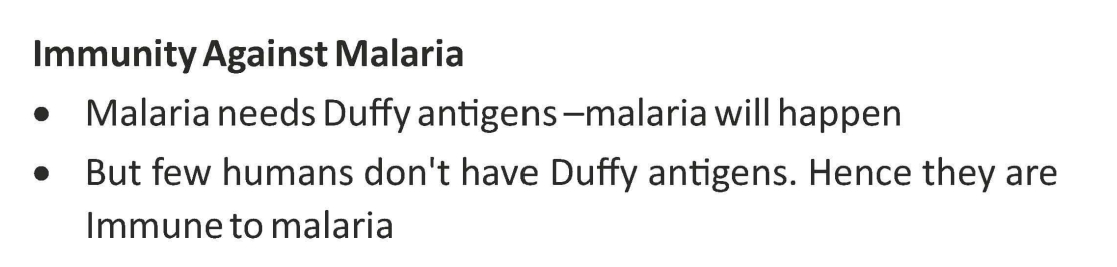 Immunity Against Malaria
• Malaria needs Duffy antigens –malaria will happen
• But few humans don't have Duffy antigens. Hence they are
Immune to malaria